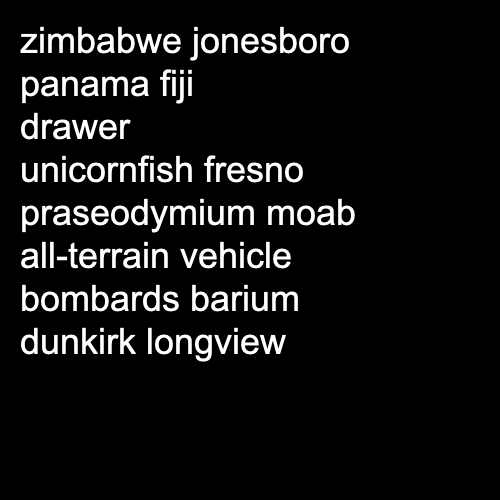 zimbabwe jonesboro
panama fiji
drawer
unicornfish fresno
praseodymium moab
all-terrain vehicle
bombards barium
dunkirk longview